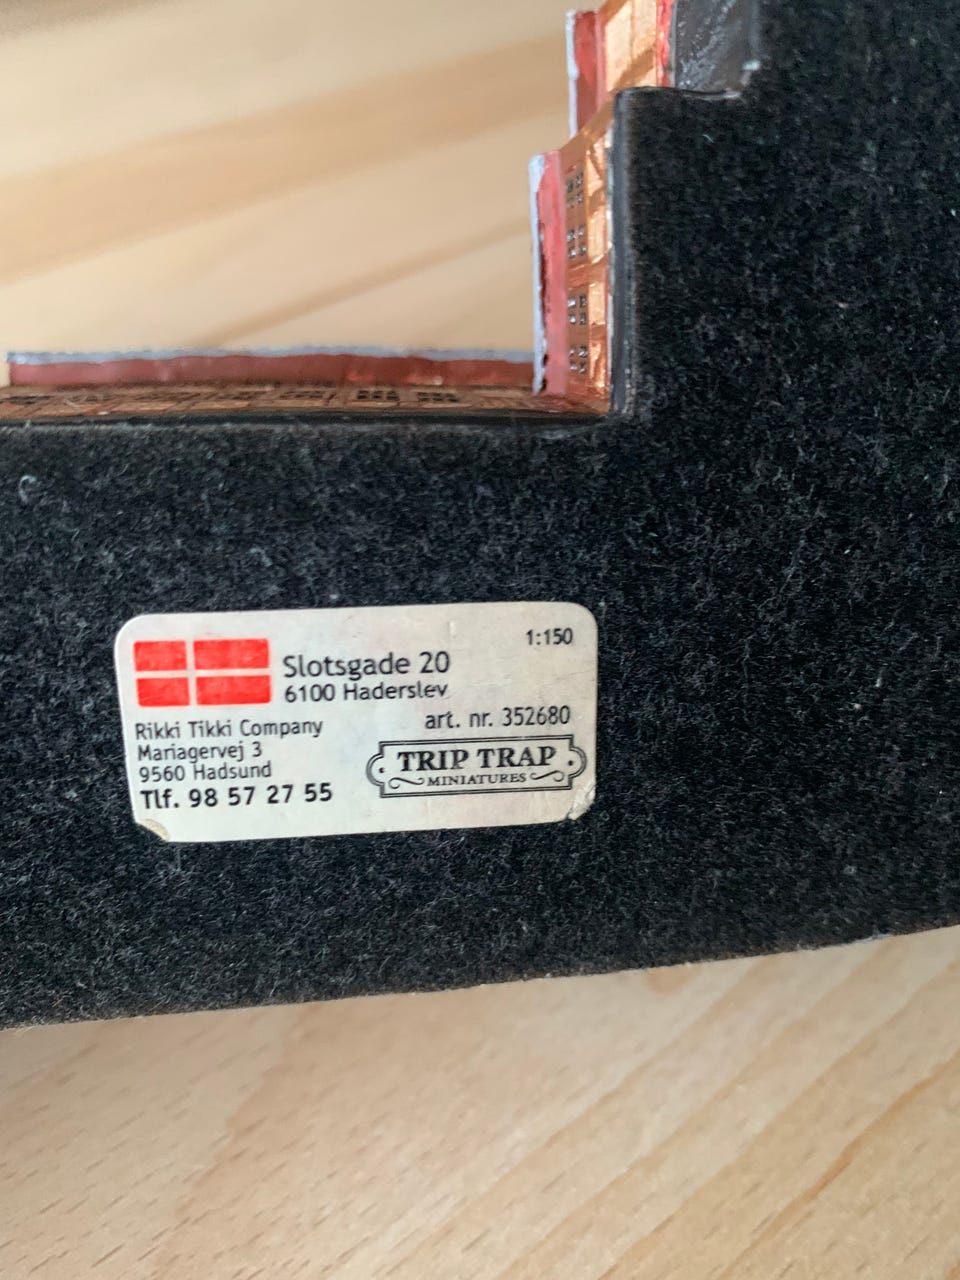 1:150
Slotsgade 20
6100 Haderslev
art. nr. 352680
Rikki Tikki Company
Mariagervej 3
9560 Hadsund
Tlf. 98 57 27 55
TRIP TRAP
MINIATURES